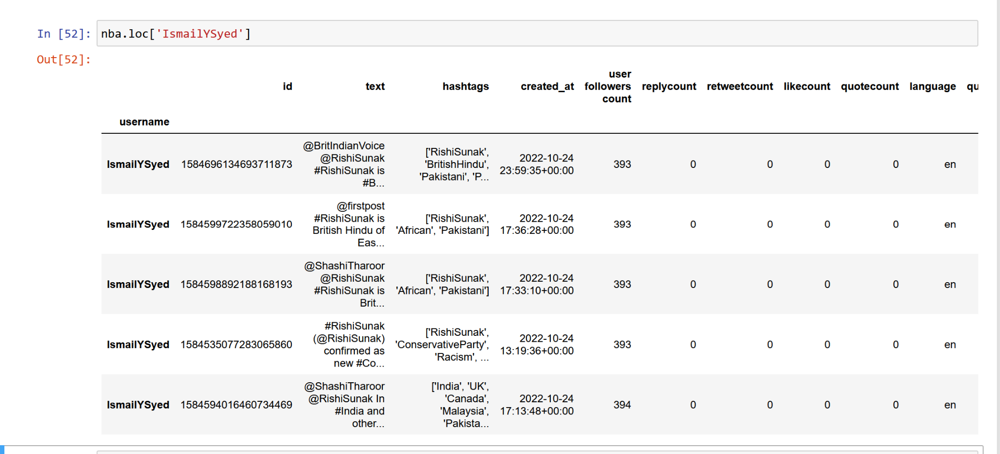 In [52]: nba.loc['IsmailYSyed']
Out[52]:
id text hashtags created_at user followers count replycount retweetcount likecount quotecount language qu
username
IsmailYSyed 1584696134693711873 @BritIndianVoice @RishiSunak #RishiSunak is #B... ['RishiSunak', 'BritishHindu', 'Pakistani', 'P... 2022-10-24 23:59:35+00:00 393 0 0 0 0 en
IsmailYSyed 1584599722358059010 @firstpost #RishiSunak is British Hindu of Eas... ['RishiSunak', 'African', 'Pakistani'] 2022-10-24 17:36:28+00:00 393 0 0 0 0 en
IsmailYSyed 1584598892188168193 @ShashiTharoor @RishiSunak #RishiSunak is Brit... ['RishiSunak', 'African', 'Pakistani'] 2022-10-24 17:33:10+00:00 393 0 0 0 0 en
IsmailYSyed 1584535077283065860 #RishiSunak (@RishiSunak) confirmed as new #Co... ['RishiSunak', 'ConservativeParty', 'Racism', ... 2022-10-24 13:19:36+00:00 393 0 0 0 0 en
IsmailYSyed 1584594016460734469 @ShashiTharoor @RishiSunak In #India and other... ['India', 'UK', 'Canada', 'Malaysia', 'Pakista... 2022-10-24 17:13:48+00:00 394 0 0 0 0 en